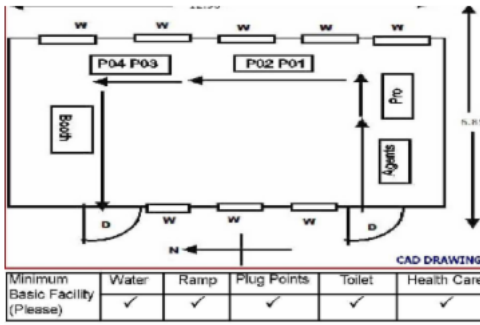 W W W W W
P04 P03 P02 P01
Pro
Booth
Agents
D W W W D
N
CAD DRAWING
Minimum Basic Facility (Please) Water Ramp Plug Points Toilet Health Care
✓ ✓ ✓ ✓ ✓